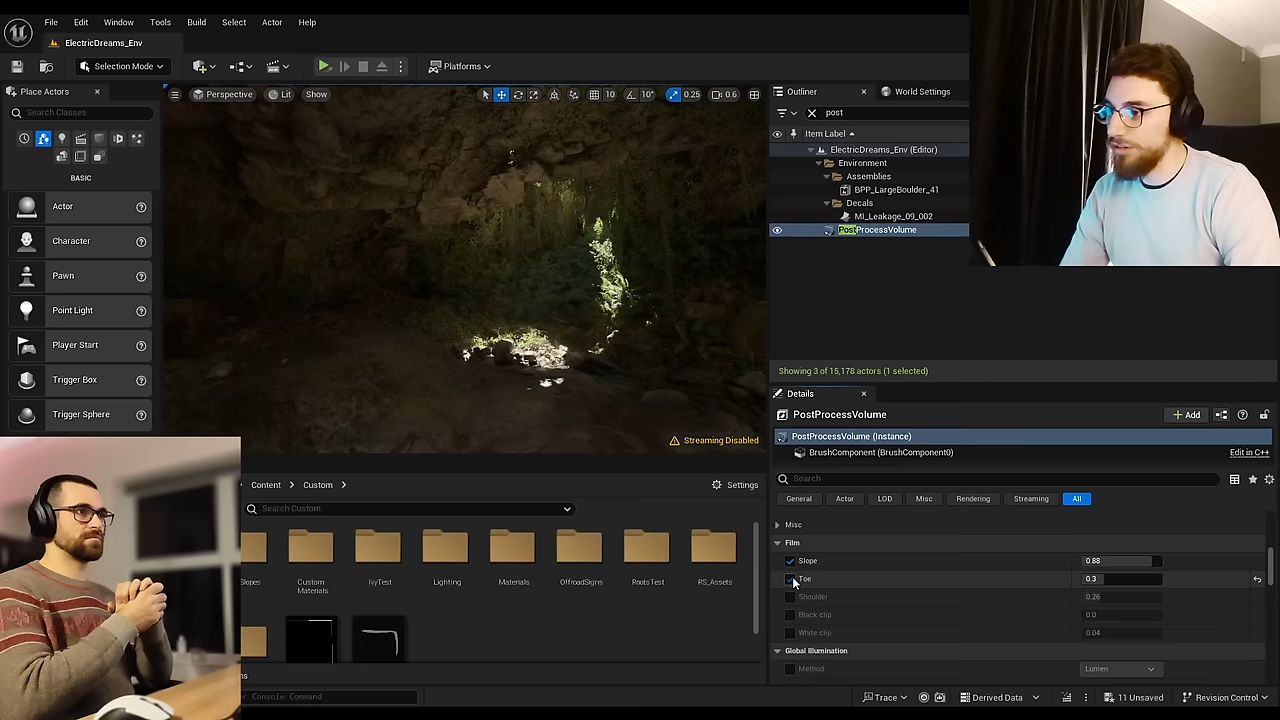 File Edit Window Tools Build Select Actor Help
ElectricDreams_Env
Selection Mode
Platforms
Place Actors
Search Classes
BASIC
Actor
Character
Pawn
Point Light
Player Start
Trigger Box
Trigger Sphere
Perspective Lit Show
10 10° 0.25 0.6
Streaming Disabled
Outliner World Settings
post
Item Label
ElectricDreams_Env (Editor)
Environment
Assemblies
BPP_LargeBoulder_41
Decals
MI_Leakage_09_002
PostProcessVolume
Showing 3 of 15,178 actors (1 selected)
Details
PostProcessVolume
Add
PostProcessVolume (Instance)
BrushComponent (BrushComponent0) Edit in C++
Search
General Actor LOD Misc Rendering Streaming All
Misc
Film
Slope 0.88
Toe 0.3
Shoulder 0.26
Black clip 0.0
White clip 0.04
Global Illumination
Method Lumen
Content Custom Settings
Search Custom
Custom Materials
IvyTest
Lighting
Materials
OffroadSigns
RootsTest
RS_Assets
Console Command
Trace Derived Data 11 Unsaved Revision Control